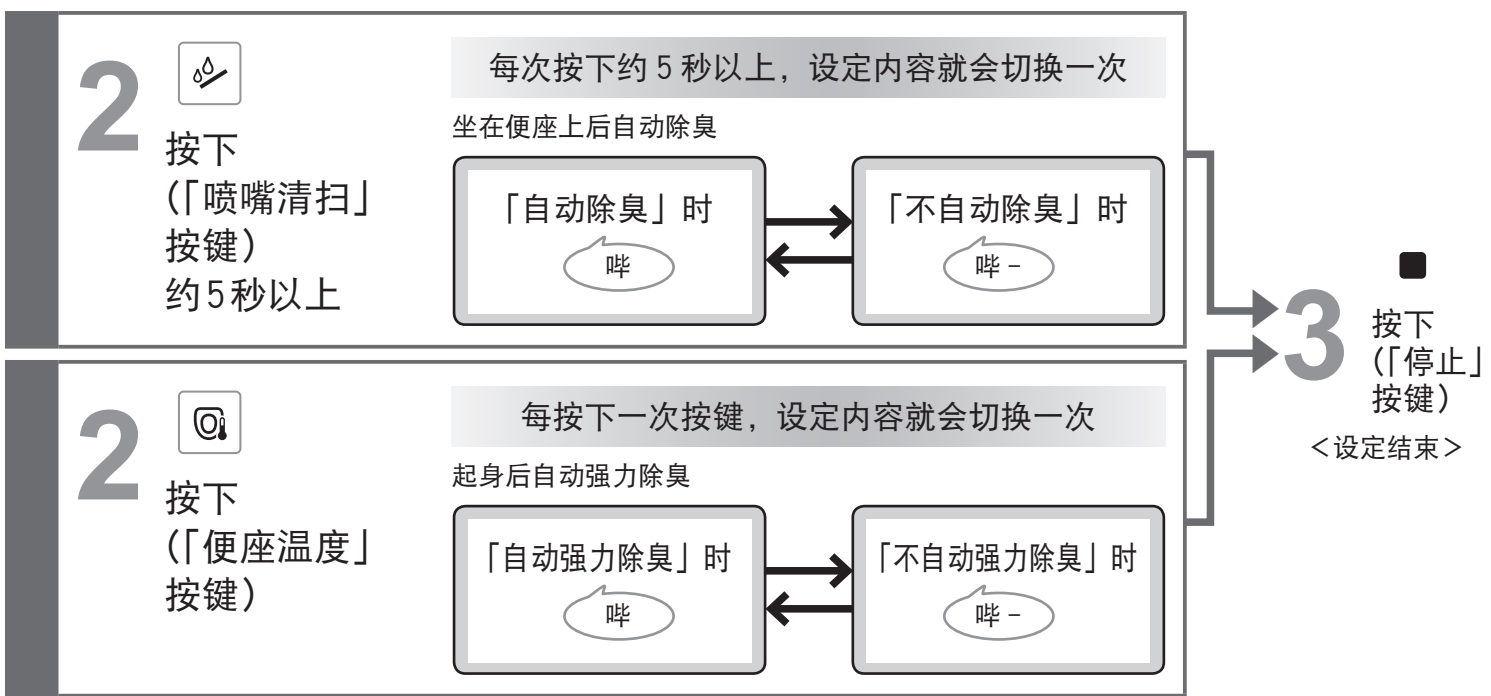 2
按下
(「喷嘴清扫」
按键)
约5秒以上
每次按下约 5 秒以上，设定内容就会切换一次
坐在便座上后自动除臭
「自动除臭」时
哔
「不自动除臭」时
哔 -
2
按下
(「便座温度」
按键)
每按下一次按键，设定内容就会切换一次
起身后自动强力除臭
「自动强力除臭」时
哔
「不自动强力除臭」时
哔 -
3
按下
(「停止」
按键)
＜设定结束＞